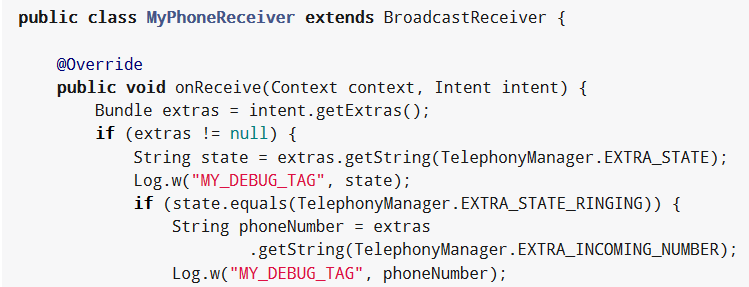 public class MyPhoneReceiver extends BroadcastReceiver {
@Override
public void onReceive(Context context, Intent intent) {
Bundle extras = intent.getExtras();
if (extras != null) {
String state = extras.getString(TelephonyManager.EXTRA_STATE);
Log.w("MY_DEBUG_TAG", state);
if (state.equals(TelephonyManager.EXTRA_STATE_RINGING)) {
String phoneNumber = extras
.getString(TelephonyManager.EXTRA_INCOMING_NUMBER);
Log.w("MY_DEBUG_TAG", phoneNumber);